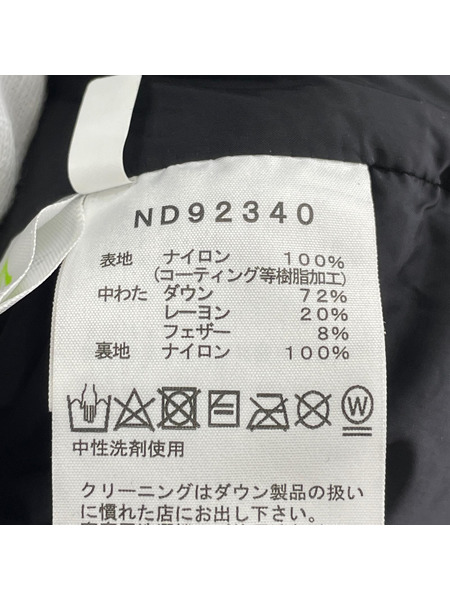 ND92340
表地 ナイロン 100%
(コーティング等樹脂加工)
中わた ダウン 72%
レーヨン 20%
フェザー 8%
裏地 ナイロン 100%
W
中性洗剤使用
クリーニングはダウン製品の扱い
に慣れた店にお出し下さい。